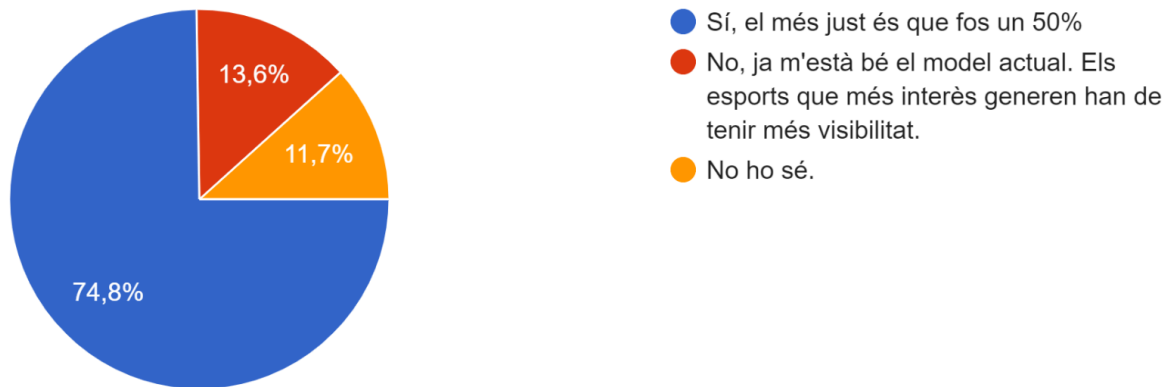 13,6%
11,7%
74,8%
Sí, el més just és que fos un 50%
No, ja m'està bé el model actual. Els
esports que més interès generen han de
tenir més visibilitat.
No ho sé.